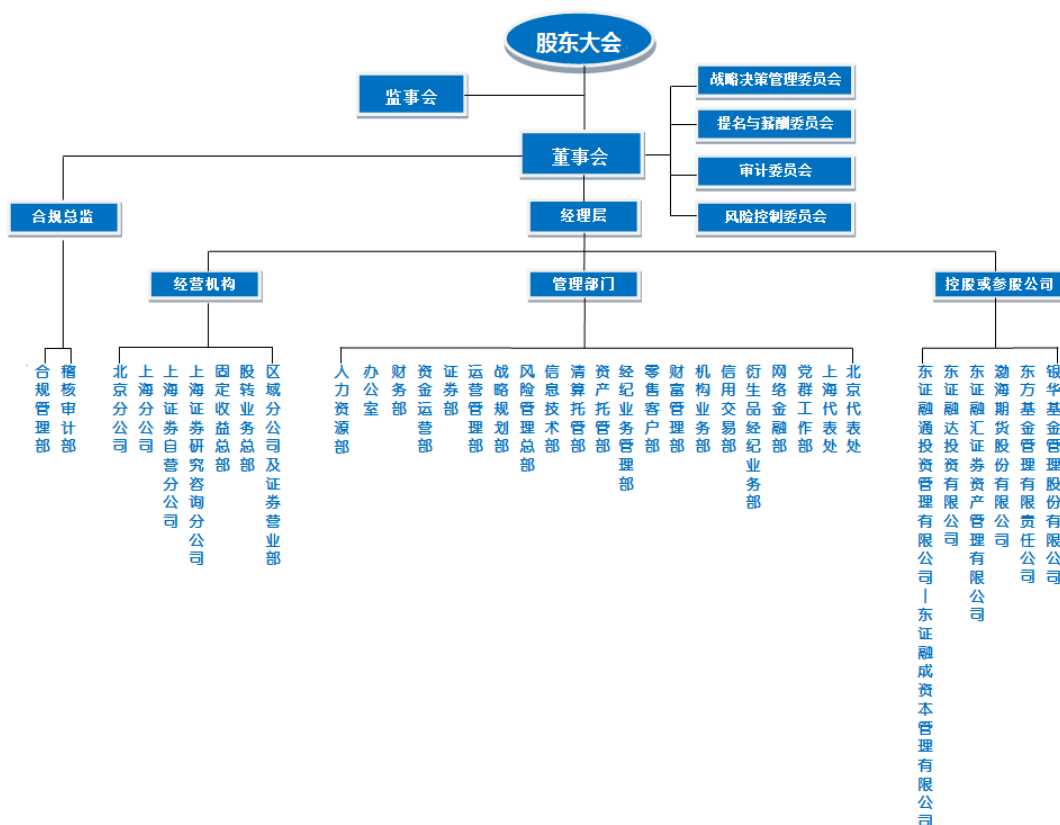 股东大会
监事会
战略决策管理委员会
提名与薪酬委员会
董事会
审计委员会
合规总监
经理层
风险控制委员会
经营机构
管理部门
控股或参股公司
合规管理部
稽核审计部
北京分公司
上海分公司
上海证券自营分公司
上海证券研究咨询分公司
固定收益总部
股转业务总部
区域分公司及证券营业部
人力资源部
办公室
财务部
资金运营部
证券部
运营管理部
战略规划部
风险管理总部
信息技术部
清算托管部
资产托管部
经纪业务管理部
零售客户部
财富管理部
机构业务部
信用交易部
衍生品经纪业务部
网络金融部
党群工作部
上海代表处
北京代表处
东证融通投资管理有限公司—东证融成资本管理有限公司
东证融达投资有限公司
东证融汇证券资产管理有限公司
渤海期货股份有限公司
东方基金管理有限责任公司
银华基金管理股份有限公司